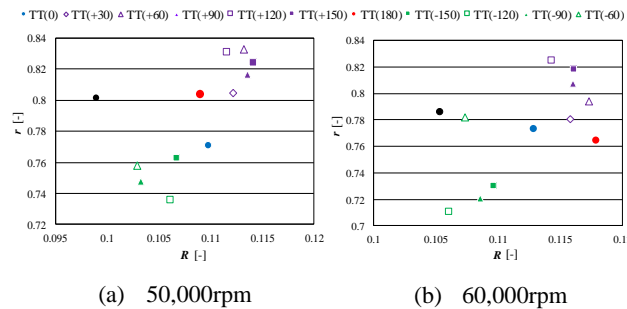 TT(0) TT(+30) TT(+60) TT(+90) TT(+120) TT(+150) TT(180) TT(-150) TT(-120) TT(-90) TT(-60)
0.84
0.82
0.8
0.78
0.76
0.74
0.72
r [-]
0.095 0.1 0.105 0.11 0.115 0.12
R [-]
(a) 50,000rpm
0.84
0.82
0.8
0.78
0.76
0.74
0.72
0.7
r [-]
0.1 0.105 0.11 0.115 0.1
R [-]
(b) 60,000rpm